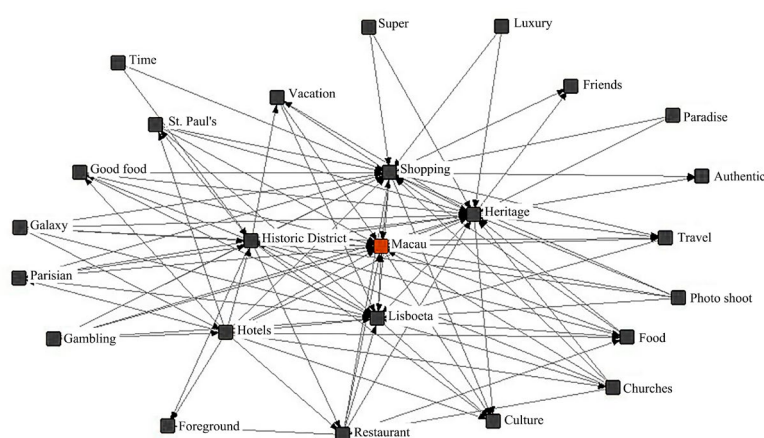 Super
Luxury
Time
Friends
Vacation
Paradise
St. Paul's
Good food
Shopping
Authentic
Heritage
Galaxy
Historic District
Macau
Travel
Parisian
Photo shoot
Lisboeta
Gambling
Hotels
Food
Churches
Foreground
Restaurant
Culture